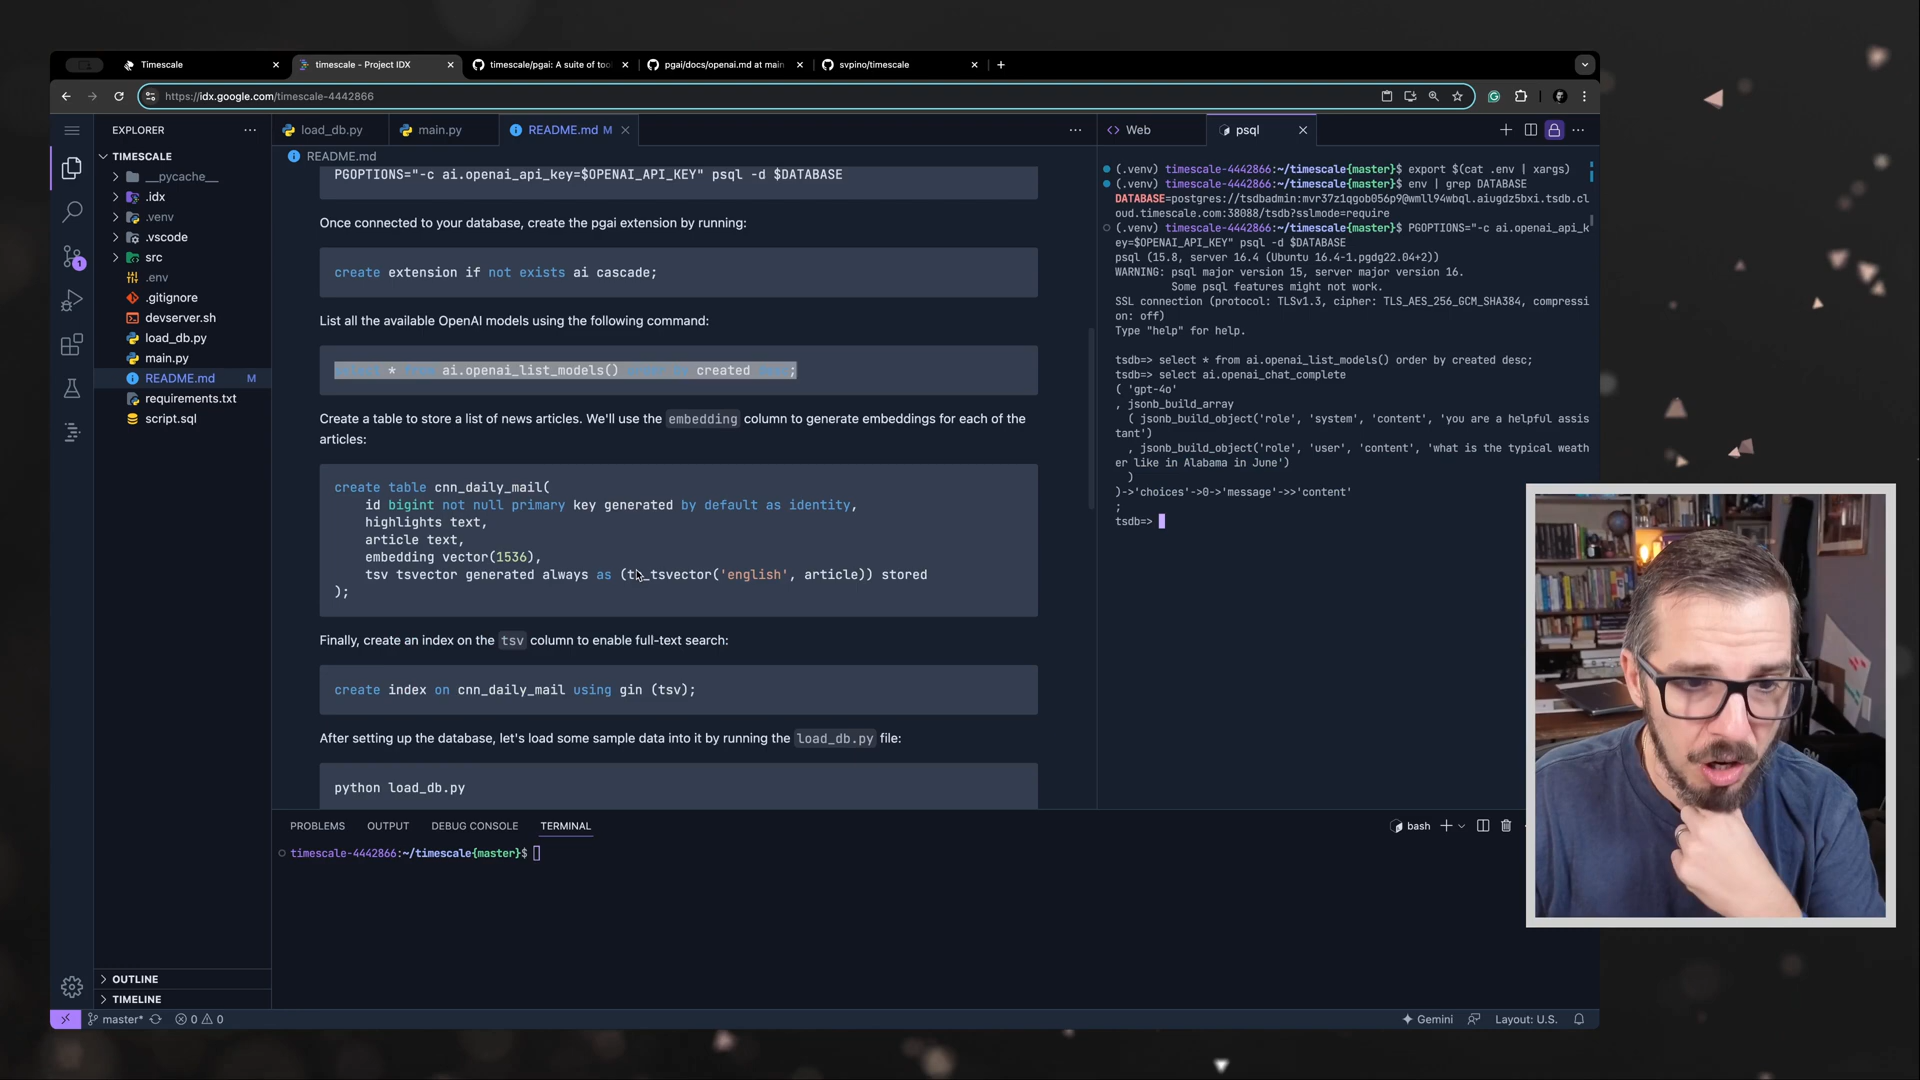 Timescale
timescale - Project IDX
timescale/pgai: A suite of too
pgai/docs/openai.md at main
svpino/timescale
https://idx.google.com/timescale-4442866
EXPLORER
TIMESCALE
__pycache__
.idx
.venv
.vscode
src
.env
.gitignore
devserver.sh
load_db.py
main.py
README.md M
requirements.txt
script.sql
OUTLINE
TIMELINE
load_db.py
main.py
README.md M
README.md
PGOPTIONS="-c ai.openai_api_key=$OPENAI_API_KEY" psql -d $DATABASE
Once connected to your database, create the pgai extension by running:
create extension if not exists ai cascade;
List all the available OpenAI models using the following command:
select * from ai.openai_list_models() order by created desc;
Create a table to store a list of news articles. We'll use the embedding column to generate embeddings for each of the
articles:
create table cnn_daily_mail(
id bigint not null primary key generated by default as identity,
highlights text,
article text,
embedding vector(1536),
tsv tsvector generated always as (to_tsvector('english', article)) stored
);
Finally, create an index on the tsv column to enable full-text search:
create index on cnn_daily_mail using gin (tsv);
After setting up the database, let's load some sample data into it by running the load_db.py file:
python load_db.py
Web
psql
(.venv) timescale-4442866:~/timescale{master}$ export $(cat .env | xargs)
(.venv) timescale-4442866:~/timescale{master}$ env | grep DATABASE
DATABASE=postgres://tsdbadmin:mvr37z1qgob056p9@wmll94wbql.aiugdz5bxi.tsdb.cl
oud.timescale.com:38088/tsdb?sslmode=require
(.venv) timescale-4442866:~/timescale{master}$ PGOPTIONS="-c ai.openai_api_k
ey=$OPENAI_API_KEY" psql -d $DATABASE
psql (15.8, server 16.4 (Ubuntu 16.4-1.pgdg22.04+2))
WARNING: psql major version 15, server major version 16.
Some psql features might not work.
SSL connection (protocol: TLSv1.3, cipher: TLS_AES_256_GCM_SHA384, compressi
on: off)
Type "help" for help.
tsdb=> select * from ai.openai_list_models() order by created desc;
tsdb=> select ai.openai_chat_complete
( 'gpt-4o'
, jsonb_build_array
( jsonb_build_object('role', 'system', 'content', 'you are a helpful assis
tant')
, jsonb_build_object('role', 'user', 'content', 'what is the typical weath
er like in Alabama in June')
)
)->'choices'->0->'message'->>'content'
;
tsdb=>
PROBLEMS
OUTPUT
DEBUG CONSOLE
TERMINAL
bash
timescale-4442866:~/timescale{master}$
1
master*
0 0
Gemini
Layout: U.S.